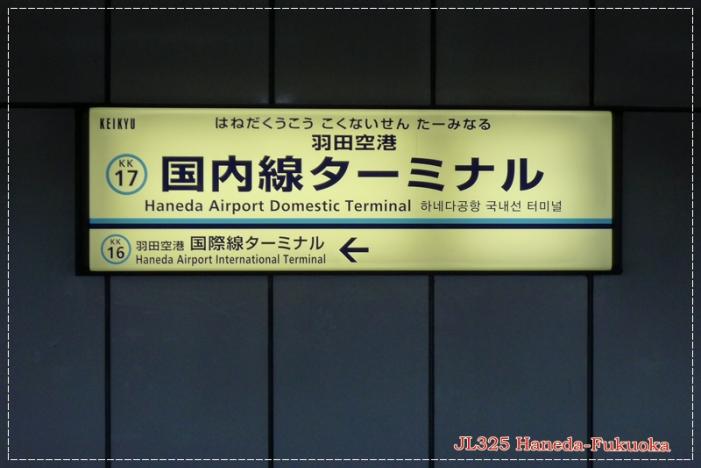 KEIKYU
はねだくうこう こくないせん たーみなる
羽田空港
KK
17
国内線ターミナル
Haneda Airport Domestic Terminal 하네다공항 국내선 터미널
KK
16
羽田空港 国際線ターミナル
Haneda Airport International Terminal
JL325 Haneda-Fukuoka